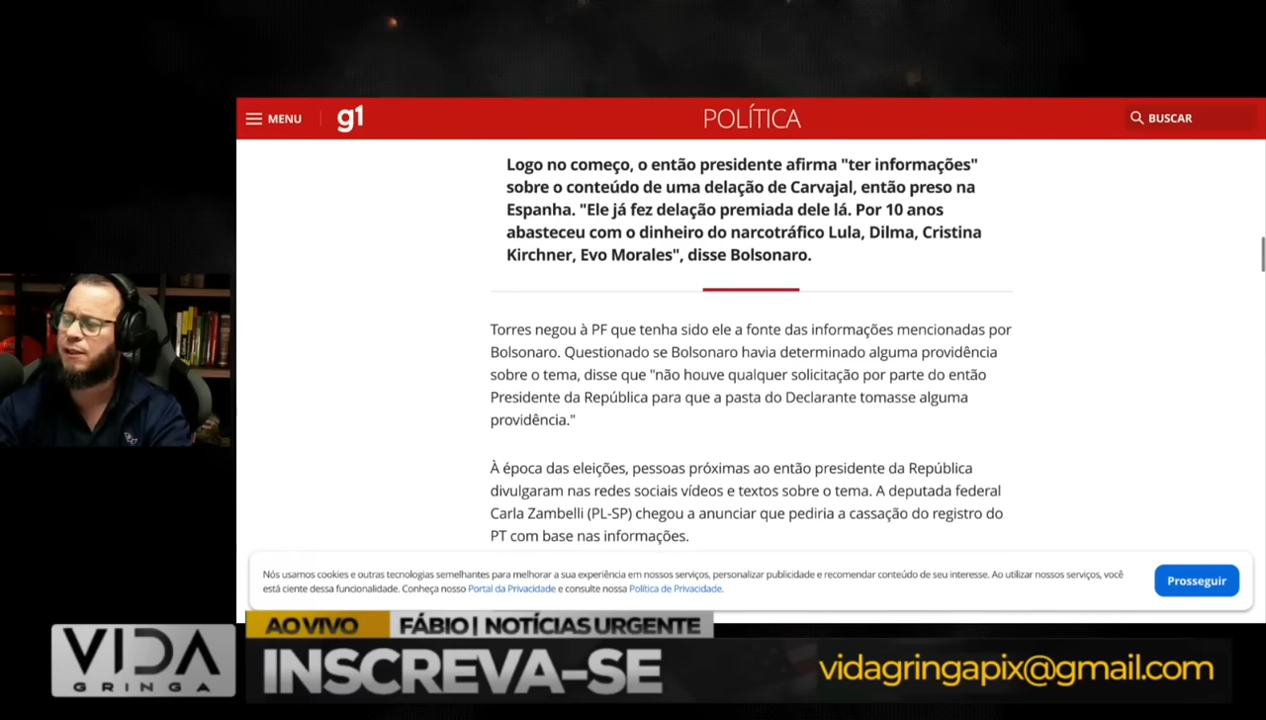 MENU
g1
POLÍTICA
BUSCAR
Logo no começo, o então presidente afirma "ter informações"
sobre o conteúdo de uma delação de Carvajal, então preso na
Espanha. "Ele já fez delação premiada dele lá. Por 10 anos
abasteceu com o dinheiro do narcotráfico Lula, Dilma, Cristina
Kirchner, Evo Morales", disse Bolsonaro.
Torres negou à PF que tenha sido ele a fonte das informações mencionadas por
Bolsonaro. Questionado se Bolsonaro havia determinado alguma providência
sobre o tema, disse que "não houve qualquer solicitação por parte do então
Presidente da República para que a pasta do Declarante tomasse alguma
providência."
À época das eleições, pessoas próximas ao então presidente da República
divulgaram nas redes sociais vídeos e textos sobre o tema. A deputada federal
Carla Zambelli (PL-SP) chegou a anunciar que pediria a cassação do registro do
PT com base nas informações.
Nós usamos cookies e outras tecnologias semelhantes para melhorar a sua experiência em nossos serviços, personalizar publicidade e recomendar conteúdo de seu interesse. Ao utilizar nossos serviços, você
está ciente dessa funcionalidade. Conheça nosso Portal da Privacidade e consulte nossa Política de Privacidade.
Prosseguir
AO VIVO
FÁBIO | NOTÍCIAS URGENTE
VIDA
GRINGA
INSCREVA-SE
vidagringapix@gmail.com